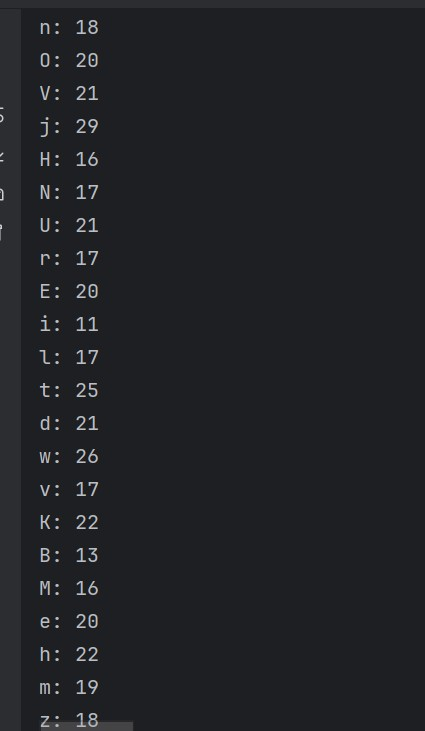 n: 18
O: 20
V: 21
j: 29
H: 16
N: 17
U: 21
r: 17
E: 20
i: 11
l: 17
t: 25
d: 21
w: 26
v: 17
K: 22
B: 13
M: 16
e: 20
h: 22
m: 19
z: 18